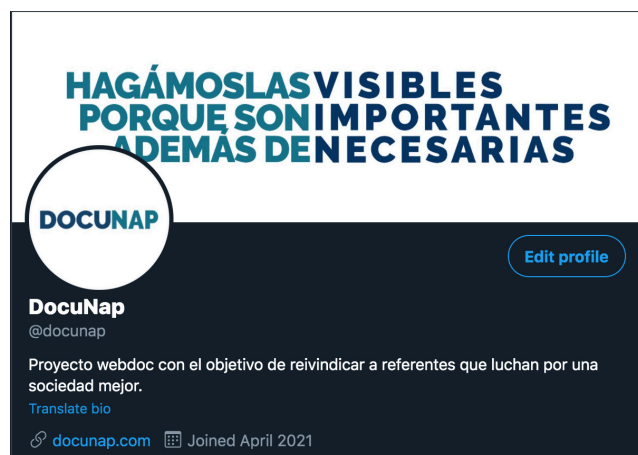 HAGÁMOSLAS VISIBLES
PORQUE SON IMPORTANTES
ADEMÁS DE NECESARIAS
DOCUNAP
Edit profile
DocuNap
@docunap
Proyecto webdoc con el objetivo de reivindicar a referentes que luchan por una
sociedad mejor.
Translate bio
docunap.com Joined April 2021